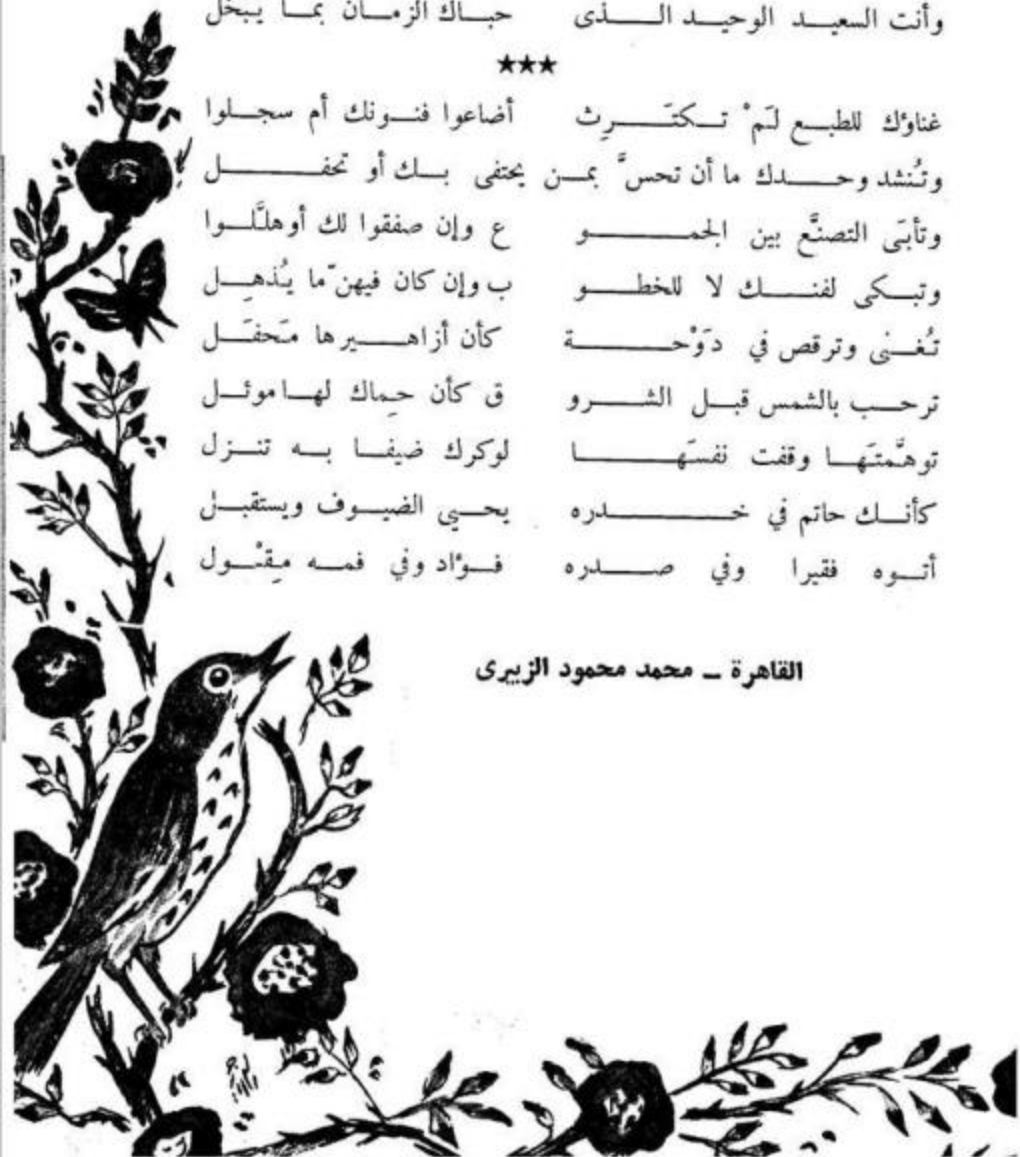 وأنت السعيد الوحيد الذى حباك الزمان بما يبخل
***
غناؤك للطبع لَمْ تكتَرِث أضاعوا فنونك أم سجلوا
وتُنشد وحدك ما أن تحسَّ بمن يحتفى بك أو تحفل
وتأبَى التصنَّع بين الجمو ع وإن صفقوا لك أو هلَّلوا
وتبكى لفنك لا للخطو ب وإن كان فيهنّ ما يُذهِل
تُغنى وترقص في دَوْحة كأن أزاهيرها مَحفَل
ترحب بالشمس قبل الشرو ق كأن حِماك لها موئل
توهَّمتَها وقفت نفسَها لوكرك ضيفا به تنزل
كأنك حاتم في خدره يحيى الضيوف ويستقبل
أتوه فقيرا وفي صدره فؤاد وفي فمه مِقْول
القاهرة – محمد محمود الزبيرى